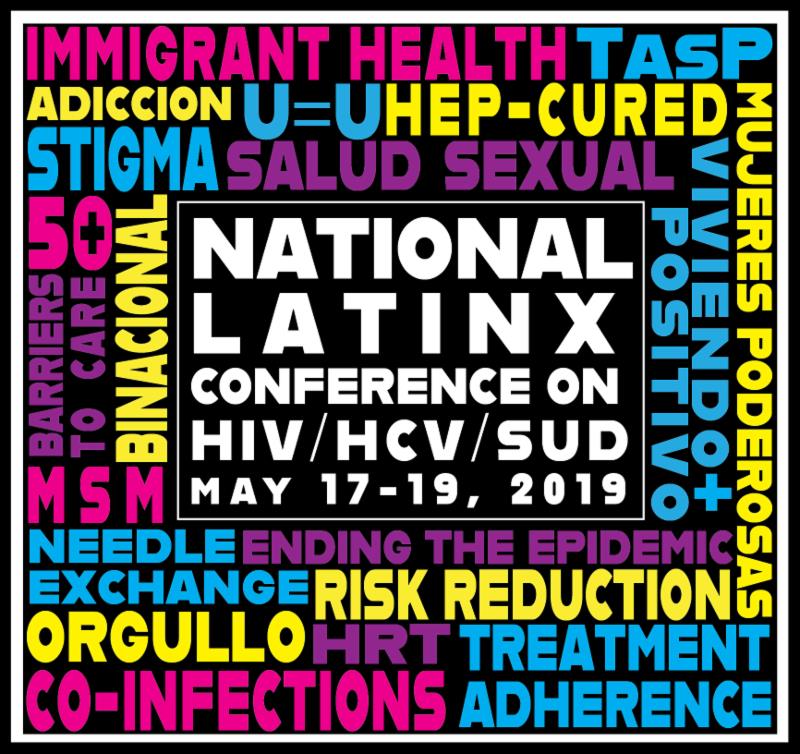 IMMIGRANT HEALTH TasP
ADICCION U=U HEP-CURED
STIGMA SALUD SEXUAL
50+
BARRIERS
TO CARE
BINACIONAL
MSM
NATIONAL
LATINX
CONFERENCE ON
HIV/HCV/SUD
MAY 17-19, 2019
POSITIVO
VIVIENDO+
MUJERES PODEROSAS
NEEDLE
EXCHANGE
ENDING THE EPIDEMIC
RISK REDUCTION
ORGULLO HRT
CO-INFECTIONS
TREATMENT
ADHERENCE